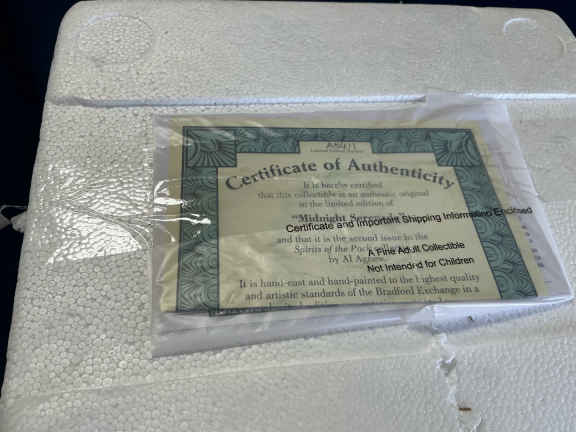 Certificate of Authenticity
It is hereby certified
that this collectible is an authentic original
in the limited edition of
"Midnight
Certificate and Important Shipping Information Enclosed
and that it is the second issue in the
Spirits of the Pack
A Fine Adult Collectible
by Al Agnew.
Not Intended for Children
It is hand-cast and hand-painted to the highest quality
and artistic standards of the Bradford Exchange in a